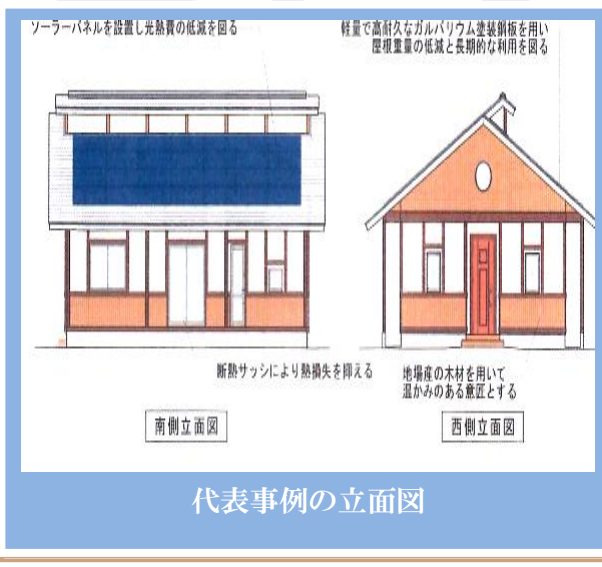 ソーラーパネルを設置し光熱費の低減を図る
軽量で高耐久なガルバリウム塗装鋼板を用い
屋根重量の低減と長期的な利用を図る
断熱サッシにより熱損失を抑える
地場産の木材を用いて
温かみのある意匠とする
南側立面図
西側立面図
代表事例の立面図